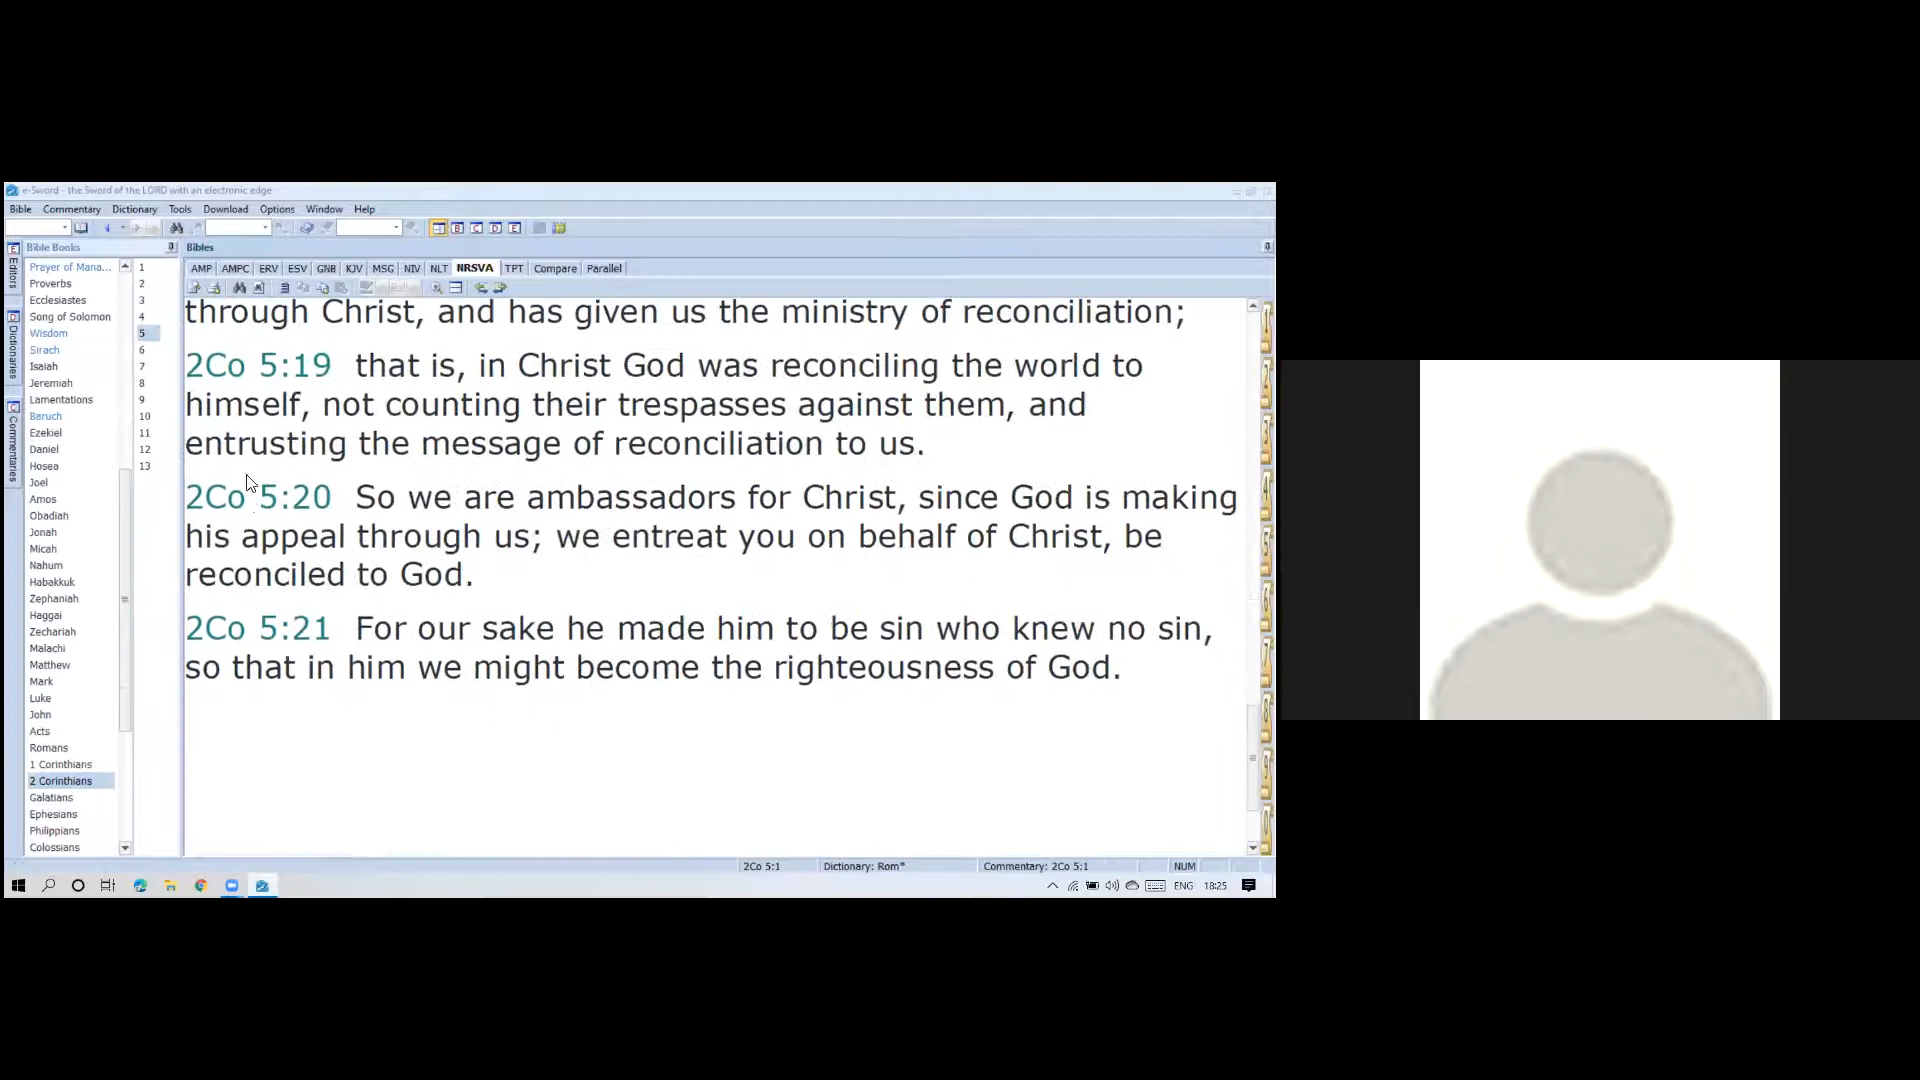 e-Sword - the Sword of the LORD with an electronic edge
Bible Commentary Dictionary Tools Download Options Window Help
Bible Books
Bibles
Editors
Dictionaries
Commentaries
Prayer of Mana...
Proverbs
Ecclesiastes
Song of Solomon
Wisdom
Sirach
Isaiah
Jeremiah
Lamentations
Baruch
Ezekiel
Daniel
Hosea
Joel
Amos
Obadiah
Jonah
Micah
Nahum
Habakkuk
Zephaniah
Haggai
Zechariah
Malachi
Matthew
Mark
Luke
John
Acts
Romans
1 Corinthians
2 Corinthians
Galatians
Ephesians
Philippians
Colossians
1
2
3
4
5
6
7
8
9
10
11
12
13
AMP AMPC ERV ESV GNB KJV MSG NIV NLT NRSVA TPT Compare Parallel
through Christ, and has given us the ministry of reconciliation;
2Co 5:19 that is, in Christ God was reconciling the world to
himself, not counting their trespasses against them, and
entrusting the message of reconciliation to us.
2Co 5:20 So we are ambassadors for Christ, since God is making
his appeal through us; we entreat you on behalf of Christ, be
reconciled to God.
2Co 5:21 For our sake he made him to be sin who knew no sin,
so that in him we might become the righteousness of God.
2Co 5:1 Dictionary: Rom* Commentary: 2Co 5:1 NUM
ENG 18:25